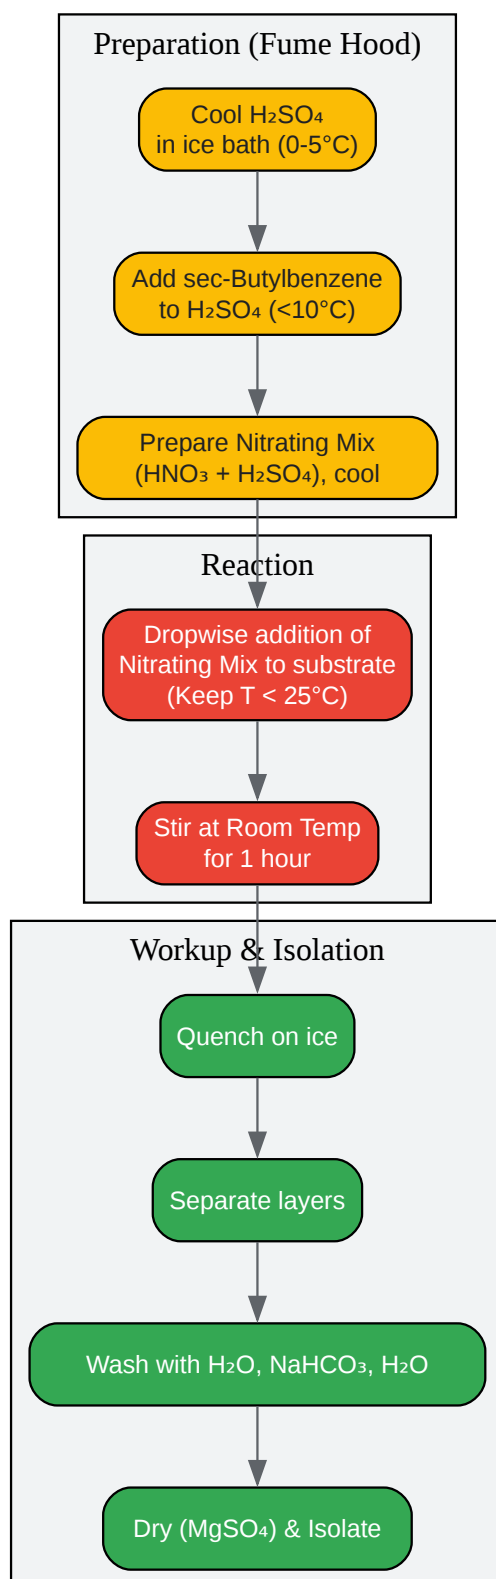 Preparation (Fume Hood)
Cool H₂SO₄
in ice bath (0-5°C)
Add sec-Butylbenzene
to H₂SO₄ (<10°C)
Prepare Nitrating Mix
(HNO₃ + H₂SO₄), cool
Reaction
Dropwise addition of
Nitrating Mix to substrate
(Keep T < 25°C)
Stir at Room Temp
for 1 hour
Workup & Isolation
Quench on ice
Separate layers
Wash with H₂O, NaHCO₃, H₂O
Dry (MgSO₄) & Isolate